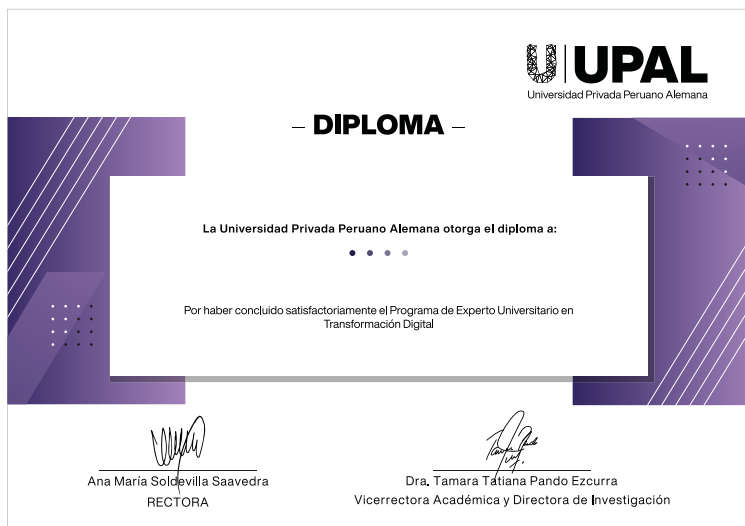 UPAL
Universidad Privada Peruano Alemana
– DIPLOMA –
La Universidad Privada Peruano Alemana otorga el diploma a:
Por haber concluido satisfactoriamente el Programa de Experto Universitario en
Transformación Digital
Ana María Soldevilla Saavedra
RECTORA
Dra. Tamara Tatiana Pando Ezcurra
Vicerrectora Académica y Directora de Investigación